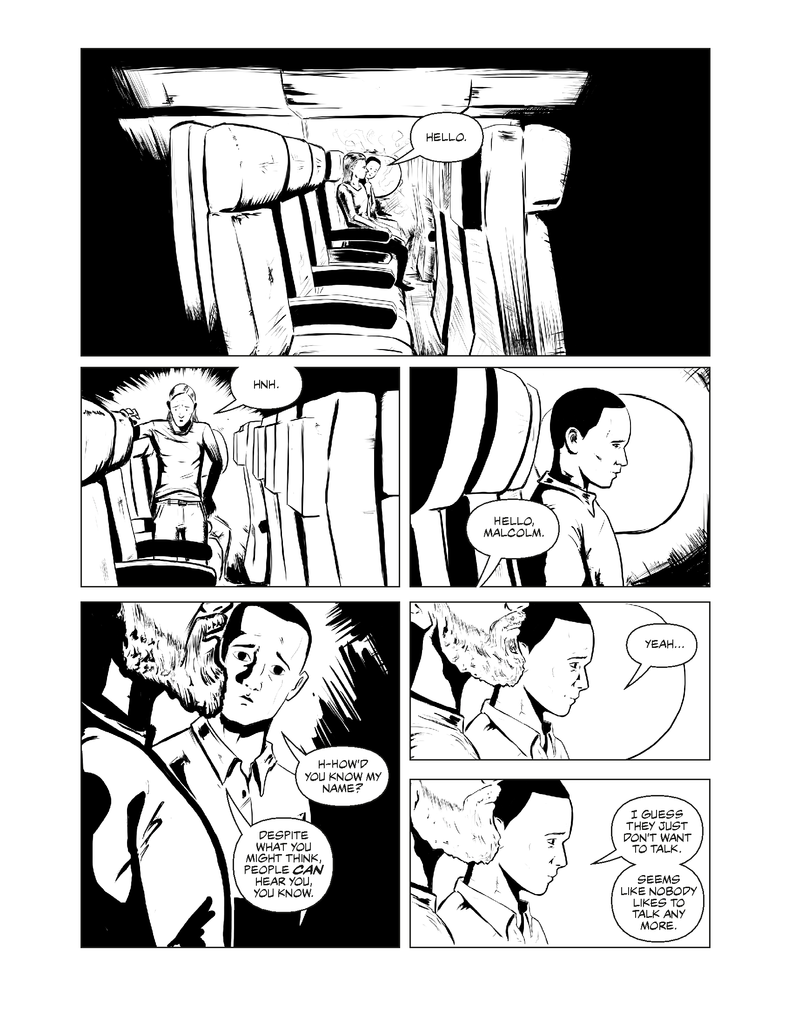 HELLO.
HNH.
HELLO,
MALCOLM.
H-HOW'D
YOU KNOW MY
NAME?
DESPITE
WHAT YOU
MIGHT THINK,
PEOPLE CAN
HEAR YOU,
YOU KNOW.
YEAH...
I GUESS
THEY JUST
DON'T WANT
TO TALK.
SEEMS
LIKE NOBODY
LIKES TO
TALK ANY
MORE.